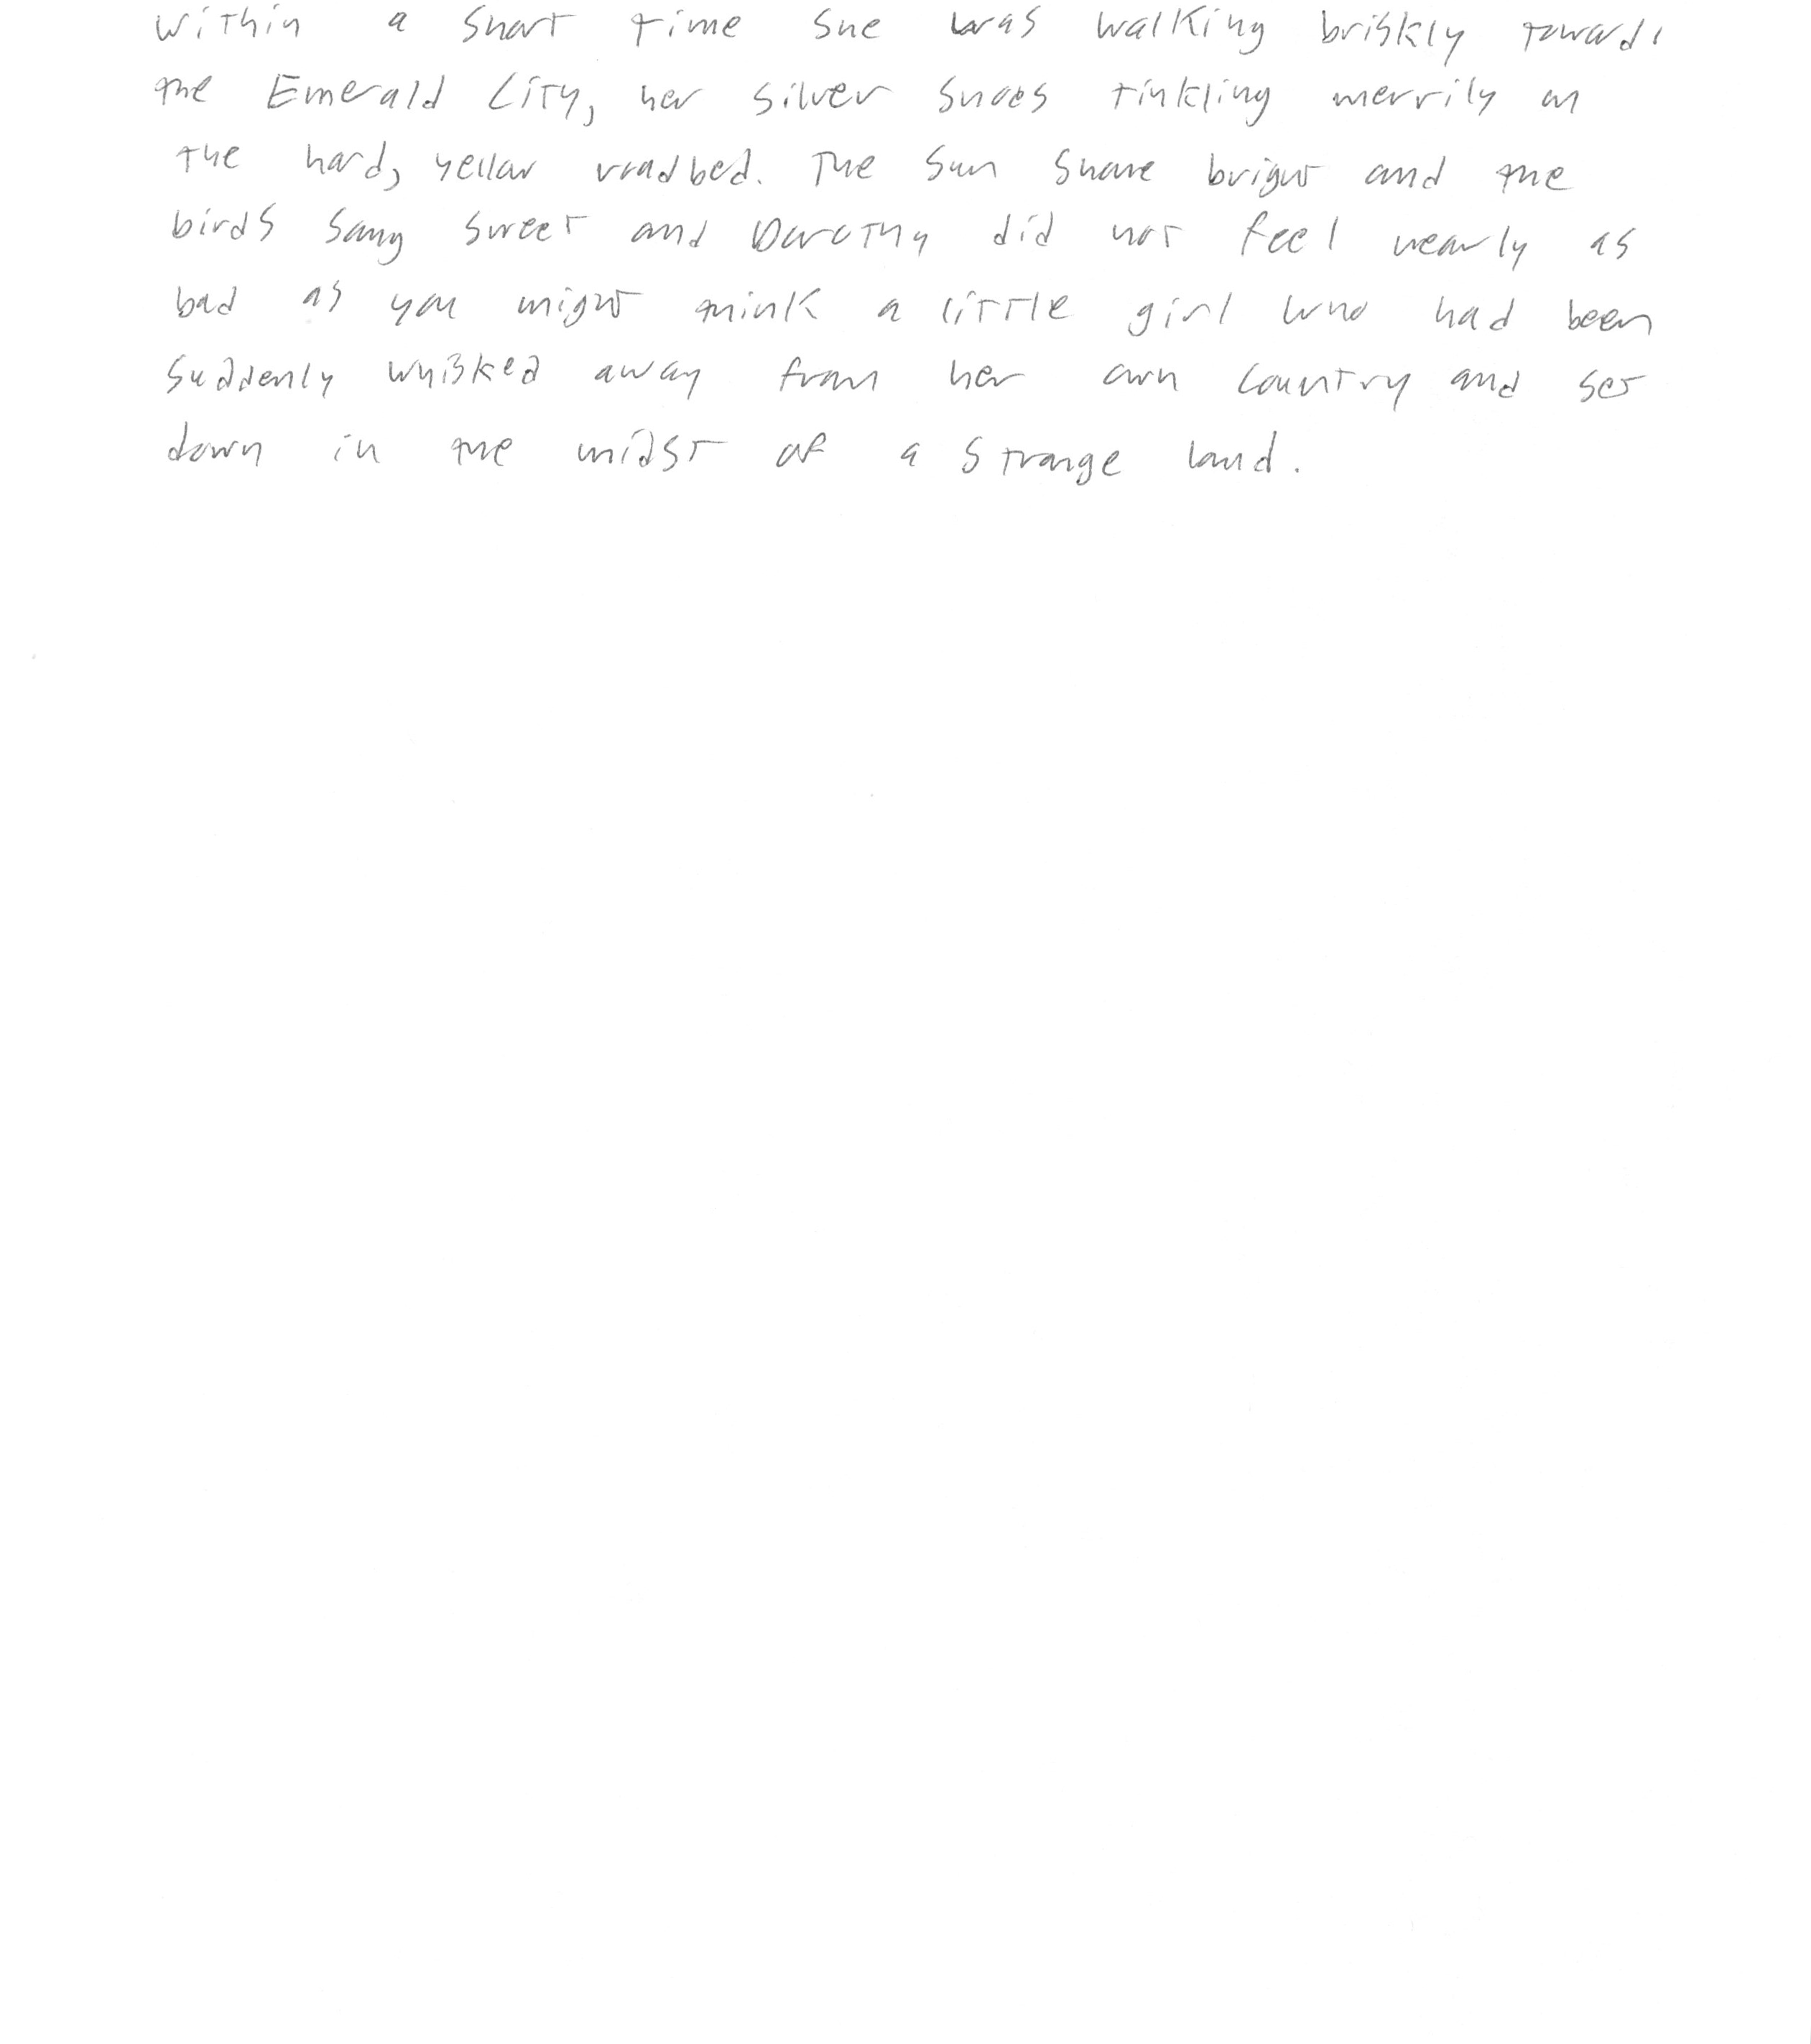 Within a short time she was walking briskly towards
the Emerald City, her silver shoes tinkling merrily on
the hard, yellow roadbed. The sun shone bright and the
birds sang sweet and Dorothy did not feel nearly as
bad as you might think a little girl who had been
suddenly whisked away from her own country and set
down in the midst of a strange land.